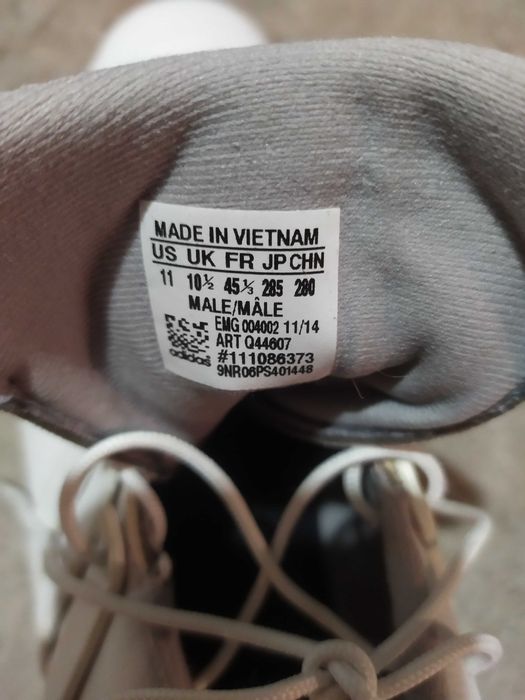 MADE IN VIETNAM
US UK FR JP CHN
11 10½ 45⅓ 285 280
MALE/MÂLE
EMG 004002 11/14
ART Q44607
adidas #111086373
9NR06PS401448